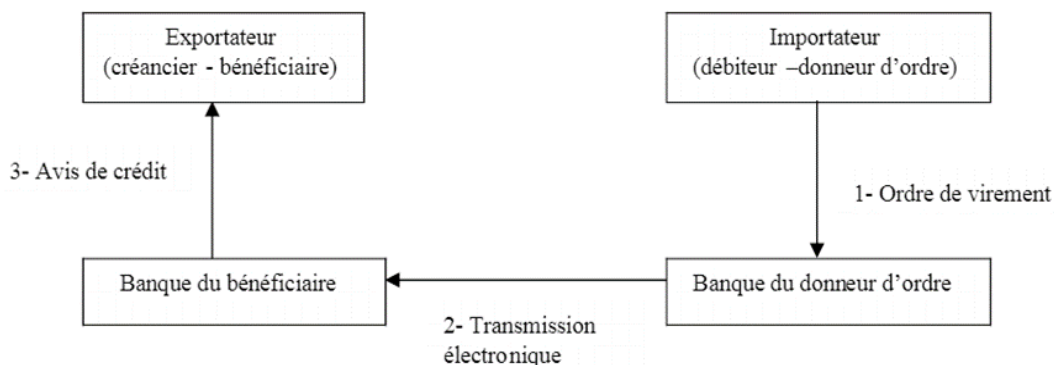 Exportateur
(créancier - bénéficiaire)
Importateur
(débiteur –donneur d’ordre)
3- Avis de crédit
1- Ordre de virement
Banque du bénéficiaire
Banque du donneur d’ordre
2- Transmission
électronique